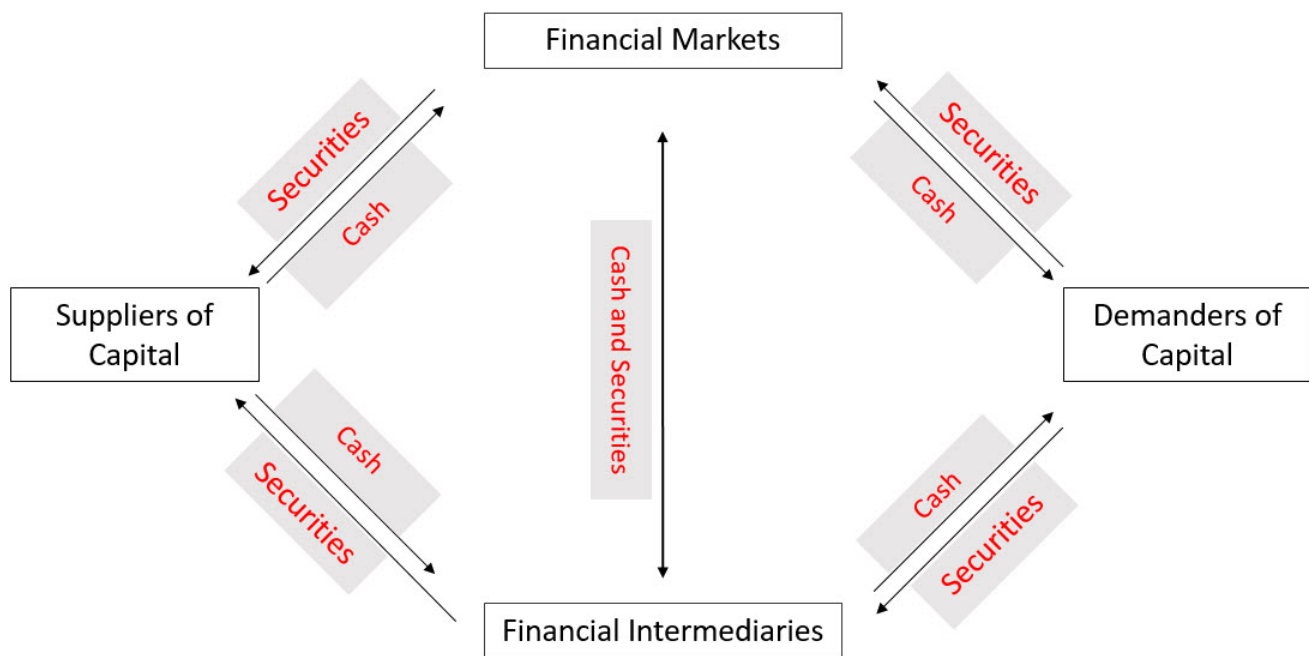 Financial Markets
Securities
Cash
Securities
Cash
Cash and Securities
Suppliers of
Capital
Demanders of
Capital
Cash
Securities
Cash
Securities
Financial Intermediaries